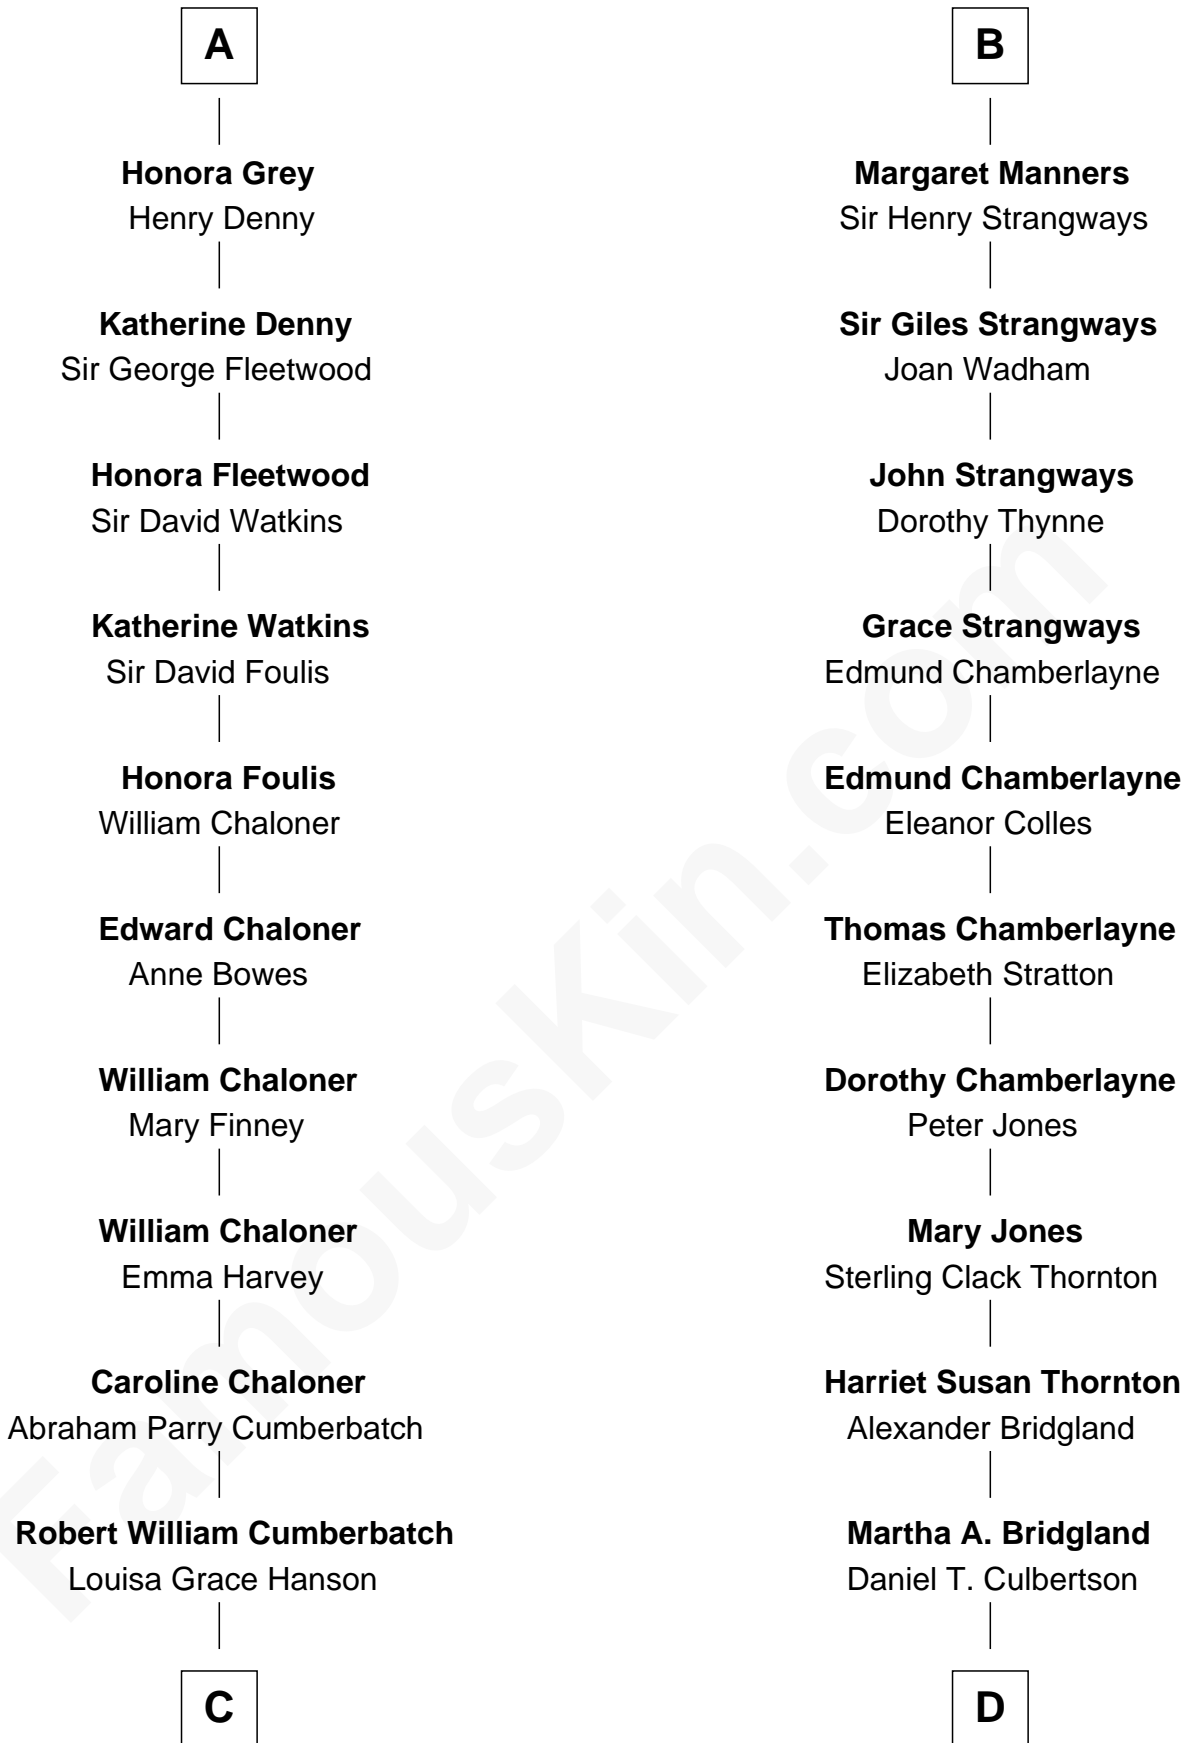 A
Honora Grey
Henry Denny
Katherine Denny
Sir George Fleetwood
Honora Fleetwood
Sir David Watkins
Katherine Watkins
Sir David Foulis
Honora Foulis
William Chaloner
Edward Chaloner
Anne Bowes
William Chaloner
Mary Finney
William Chaloner
Emma Harvey
Caroline Chaloner
Abraham Parry Cumberbatch
Robert William Cumberbatch
Louisa Grace Hanson
C
B
Margaret Manners
Sir Henry Strangways
Sir Giles Strangways
Joan Wadham
John Strangways
Dorothy Thynne
Grace Strangways
Edmund Chamberlayne
Edmund Chamberlayne
Eleanor Colles
Thomas Chamberlayne
Elizabeth Stratton
Dorothy Chamberlayne
Peter Jones
Mary Jones
Sterling Clack Thornton
Harriet Susan Thornton
Alexander Bridgland
Martha A. Bridgland
Daniel T. Culbertson
D
FamousKin.com